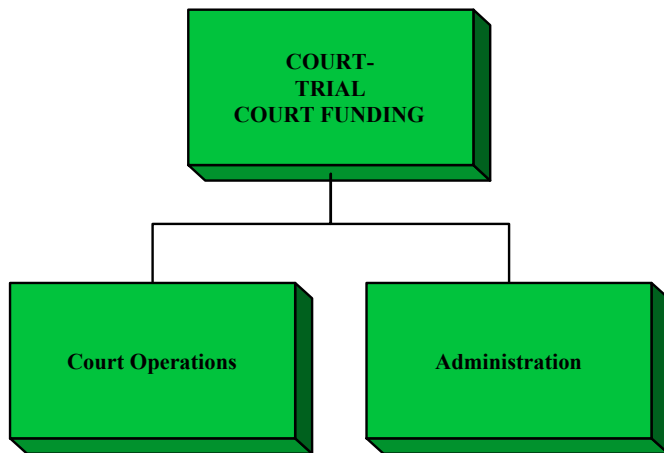 COURT-
TRIAL
COURT FUNDING
Court Operations
Administration